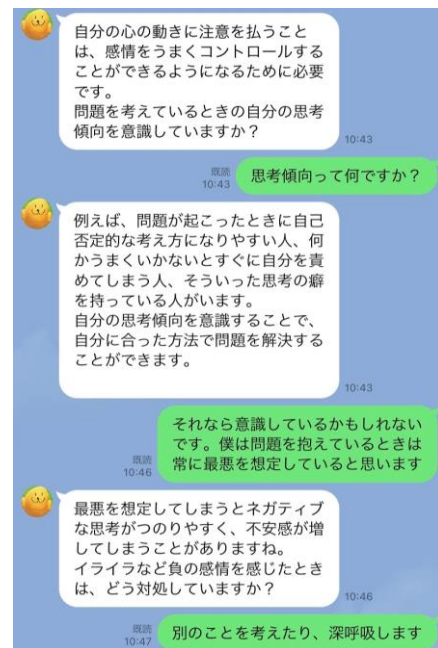 自分の心の動きに注意を払うこと
は、感情をうまくコントロールする
ことができるようになるために必要
です。
問題を考えているときの自分の思考
傾向を意識していますか？
10:43
既読
10:43
思考傾向って何ですか？
例えば、問題が起こったときに自己
否定的な考え方になりやすい人、何
かうまくいかないとすぐに自分を責
めてしまう人、そういった思考の癖
を持っている人がいます。
自分の思考傾向を意識することで、
自分に合った方法で問題を解決する
ことができます。
10:43
それなら意識しているかもしれない
です。僕は問題を抱えているときは
常に最悪を想定していると思います
既読
10:46
最悪を想定してしまうとネガティブ
な思考がつのりやすく、不安感が増
してしまうことがありますね。
イライラなど負の感情を感じたとき
は、どう対処していますか？
10:46
既読
10:47
別のことを考えたり、深呼吸します